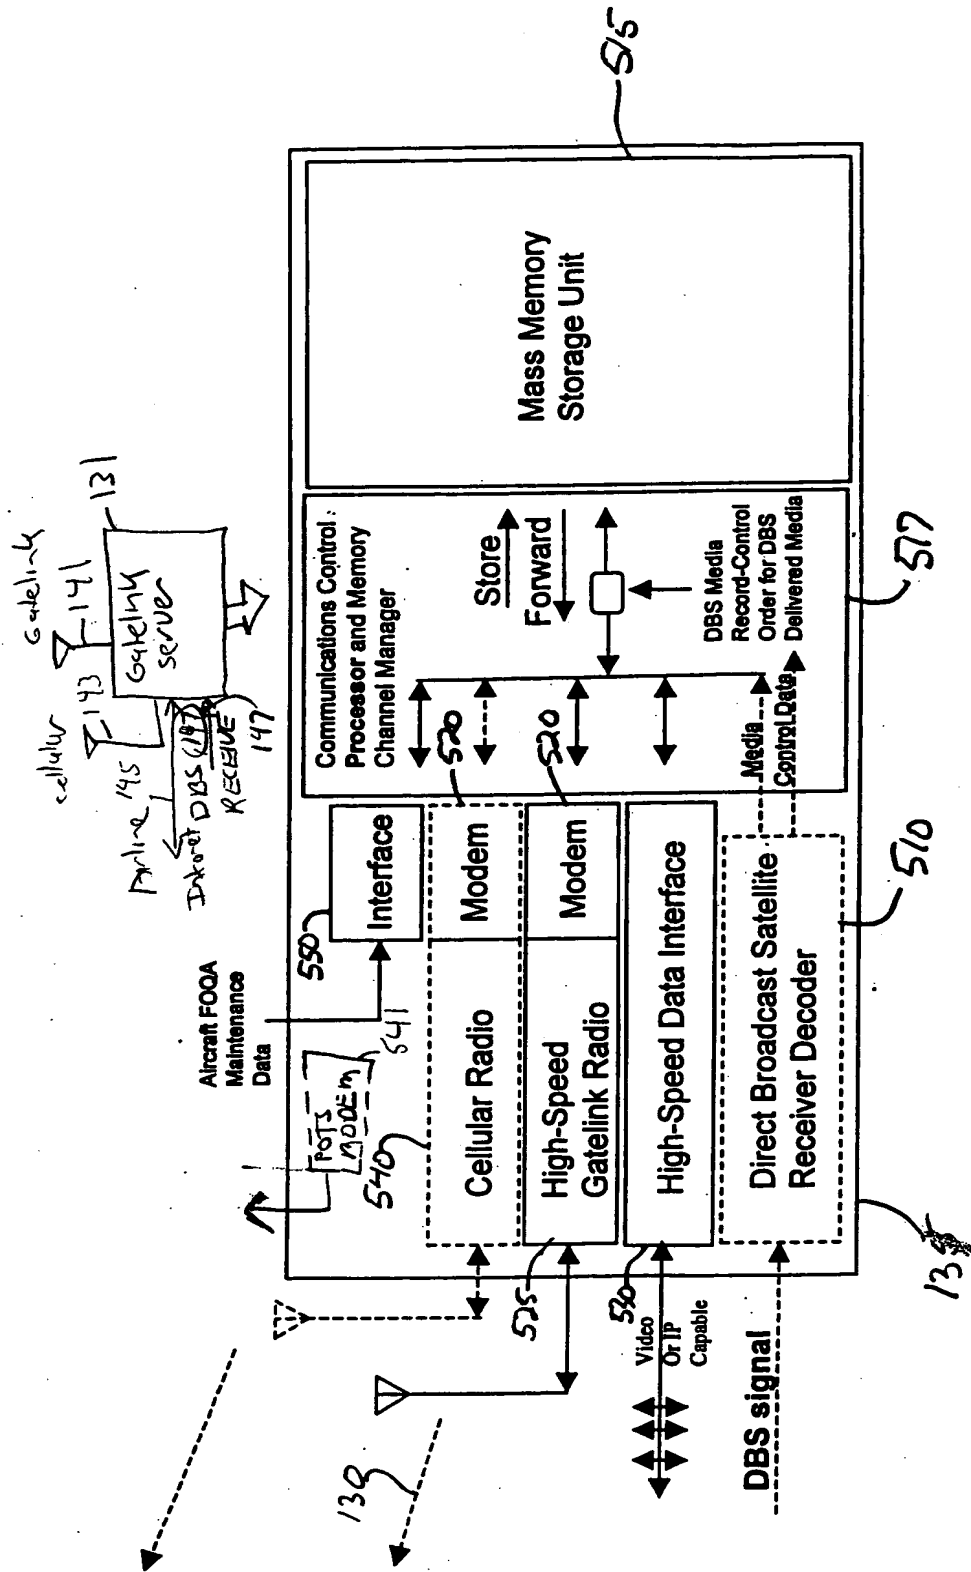 Gatelink
141
131
cellular
143
Gatelink
server
145
Internet
DBS (147)
RECEIVE
147
Aircraft FOQA
Maintenance
Data
POTS
MODEM
541
540
550
Interface
520
520
Cellular Radio
Modem
High-Speed
Gatelink Radio
Modem
525
High-Speed Data Interface
530
Direct Broadcast Satellite
Receiver Decoder
510
Communications Control
Processor and Memory
Channel Manager
Store
Forward
DBS Media
Record-Control
Order for DBS
Delivered Media
Media
Control Data
517
Mass Memory
Storage Unit
515
130
Video
Or IP
Capable
DBS signal